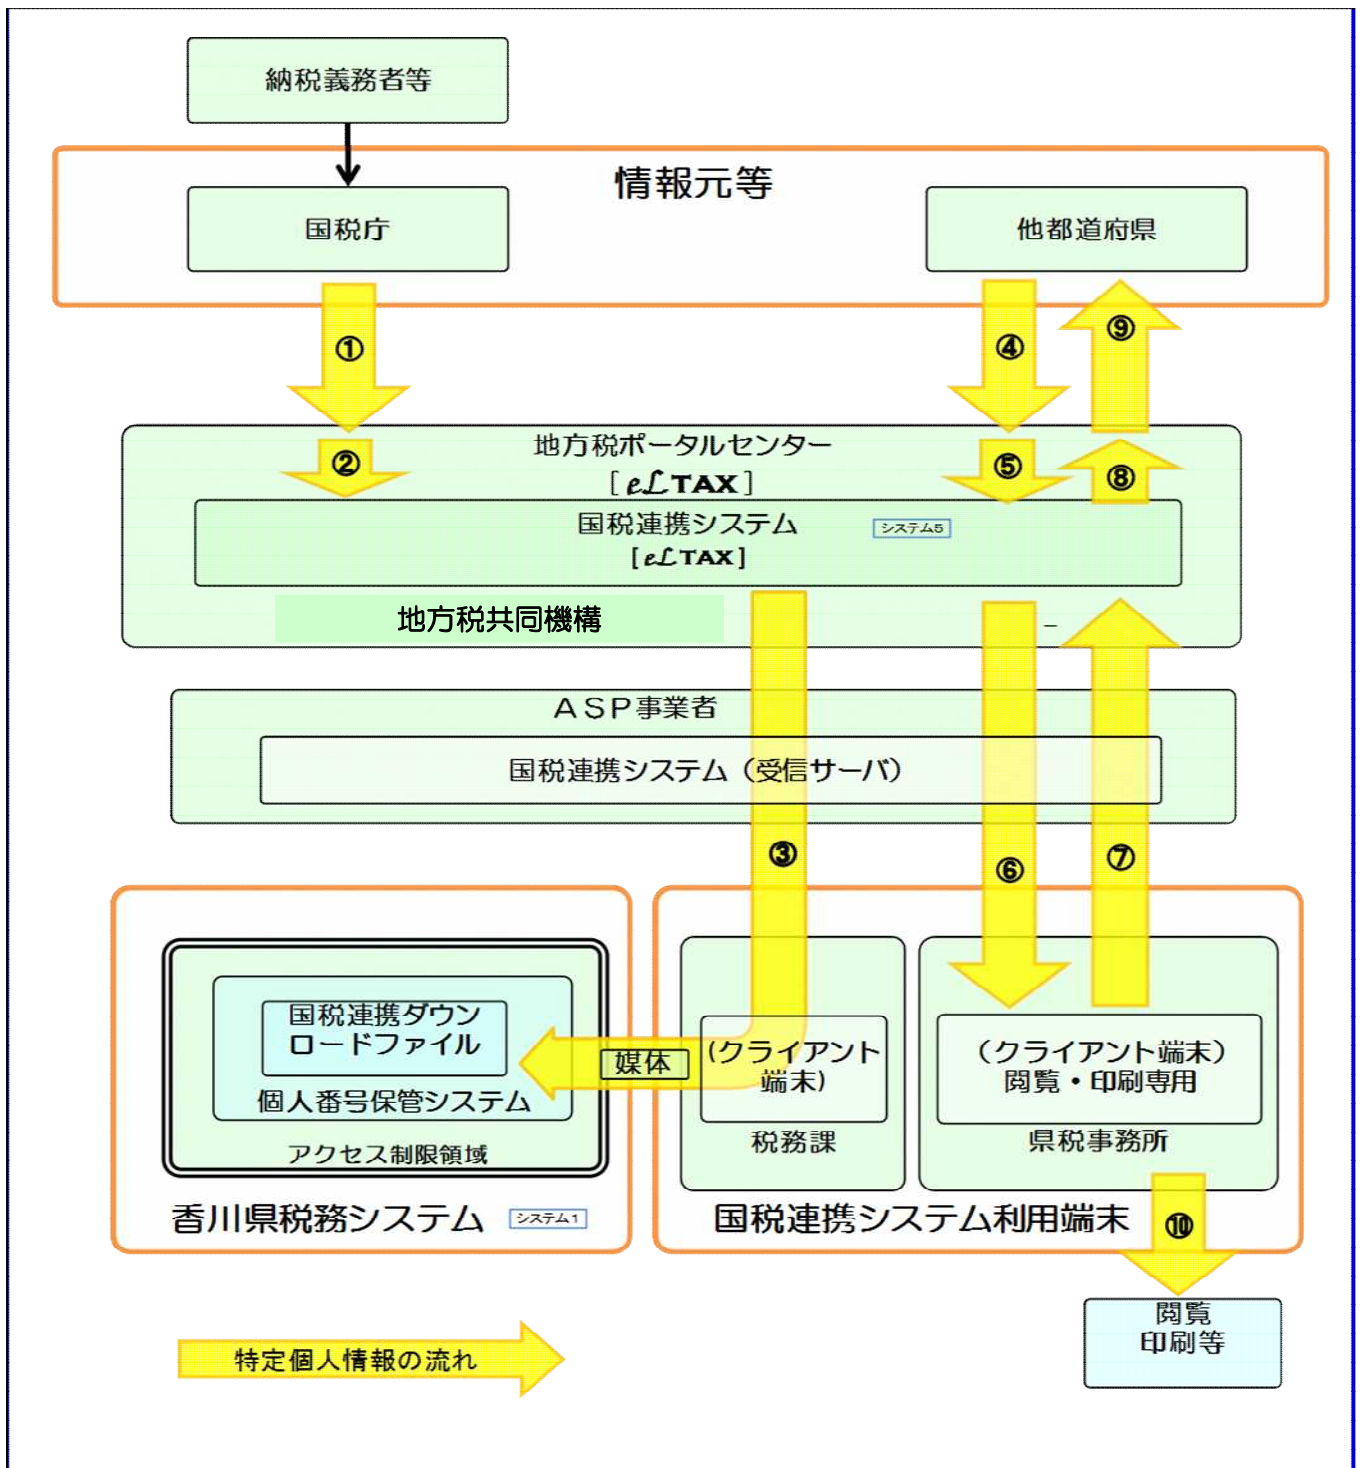 納税義務者等
情報元等
国税庁
他都道府県
①
④
⑨
地方税ポータルセンター
[eLTAX]
②
⑤
⑧
国税連携システム
システム5
[eLTAX]
地方税共同機構
ASP事業者
国税連携システム（受信サーバ）
③
⑥
⑦
国税連携ダウン
ロードファイル
個人番号保管システム
アクセス制限領域
香川県税務システム
システム1
媒体
(クライアント
端末)
税務課
（クライアント端末）
閲覧・印刷専用
県税事務所
国税連携システム利用端末
⑩
閲覧
印刷等
特定個人情報の流れ